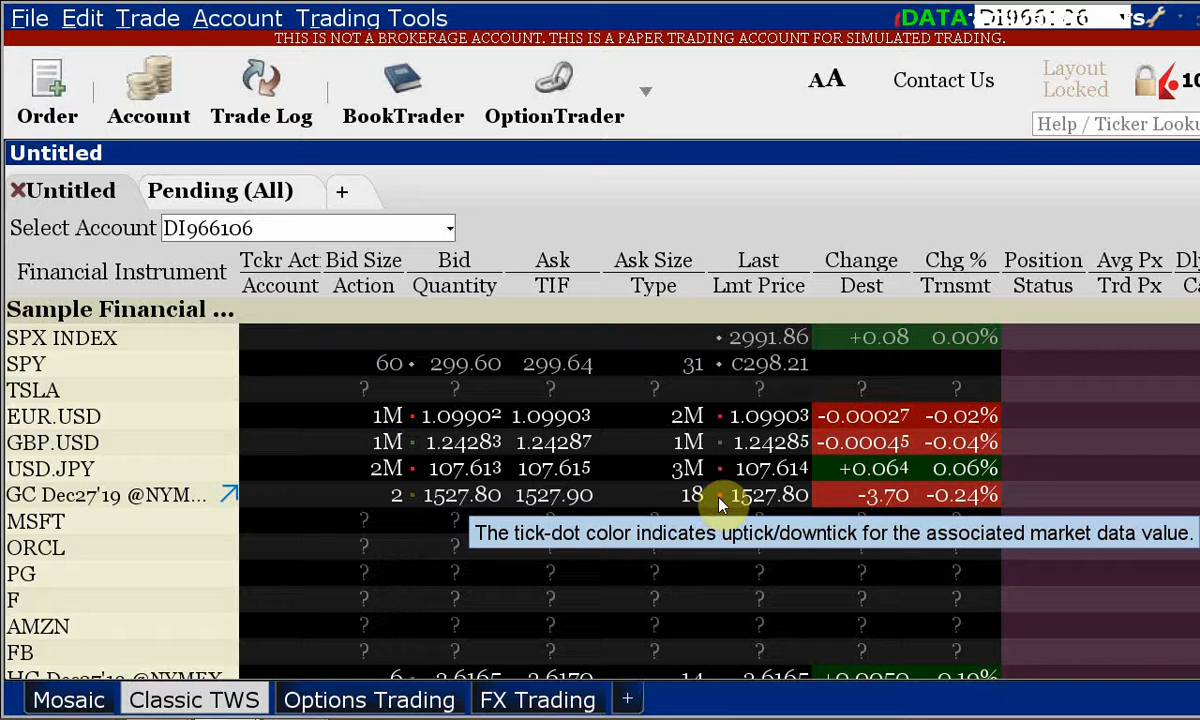 File Edit Trade Account Trading Tools DATA DI966106
THIS IS NOT A BROKERAGE ACCOUNT. THIS IS A PAPER TRADING ACCOUNT FOR SIMULATED TRADING.
Order Account Trade Log BookTrader OptionTrader AA Contact Us Layout Locked
Help / Ticker Looku
Untitled
Untitled Pending (All) +
Select Account DI966106
Financial Instrument Tckr Act Bid Size Bid Ask Ask Size Last Change Chg % Position Avg Px
Account Action Quantity TIF Type Lmt Price Dest Trnsmt Status Trd Px
Sample Financial ...
SPX INDEX 2991.86 +0.08 0.00%
SPY 60 299.60 299.64 31 C298.21
TSLA ? ? ? ? ? ? ?
EUR.USD 1M 1.09902 1.09903 2M 1.09903 -0.00027 -0.02%
GBP.USD 1M 1.24283 1.24287 1M 1.24285 -0.00045 -0.04%
USD.JPY 2M 107.613 107.615 3M 107.614 +0.064 0.06%
GC Dec27'19 @NYM... 2 1527.80 1527.90 18 1527.80 -3.70 -0.24%
MSFT ? ?
The tick-dot color indicates uptick/downtick for the associated market data value.
ORCL ? ? ? ? ? ? ?
PG ? ? ? ? ? ? ?
F ? ? ? ? ? ? ?
AMZN ? ? ? ? ? ? ?
FB ? ? ? ? ? ? ?
Mosaic Classic TWS Options Trading FX Trading +